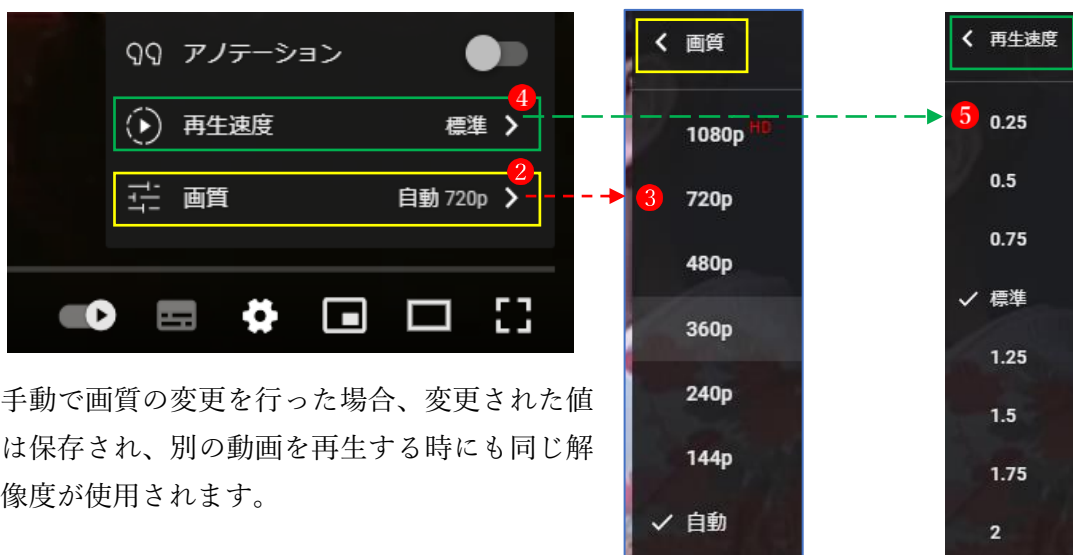 アノテーション
再生速度 標準 4
画質 自動 720p 2
手動で画質の変更を行った場合、変更された値
は保存され、別の動画を再生する時にも同じ解
像度が使用されます。
画質
1080p HD
3 720p
480p
360p
240p
144p
自動
再生速度
5 0.25
0.5
0.75
標準
1.25
1.5
1.75
2